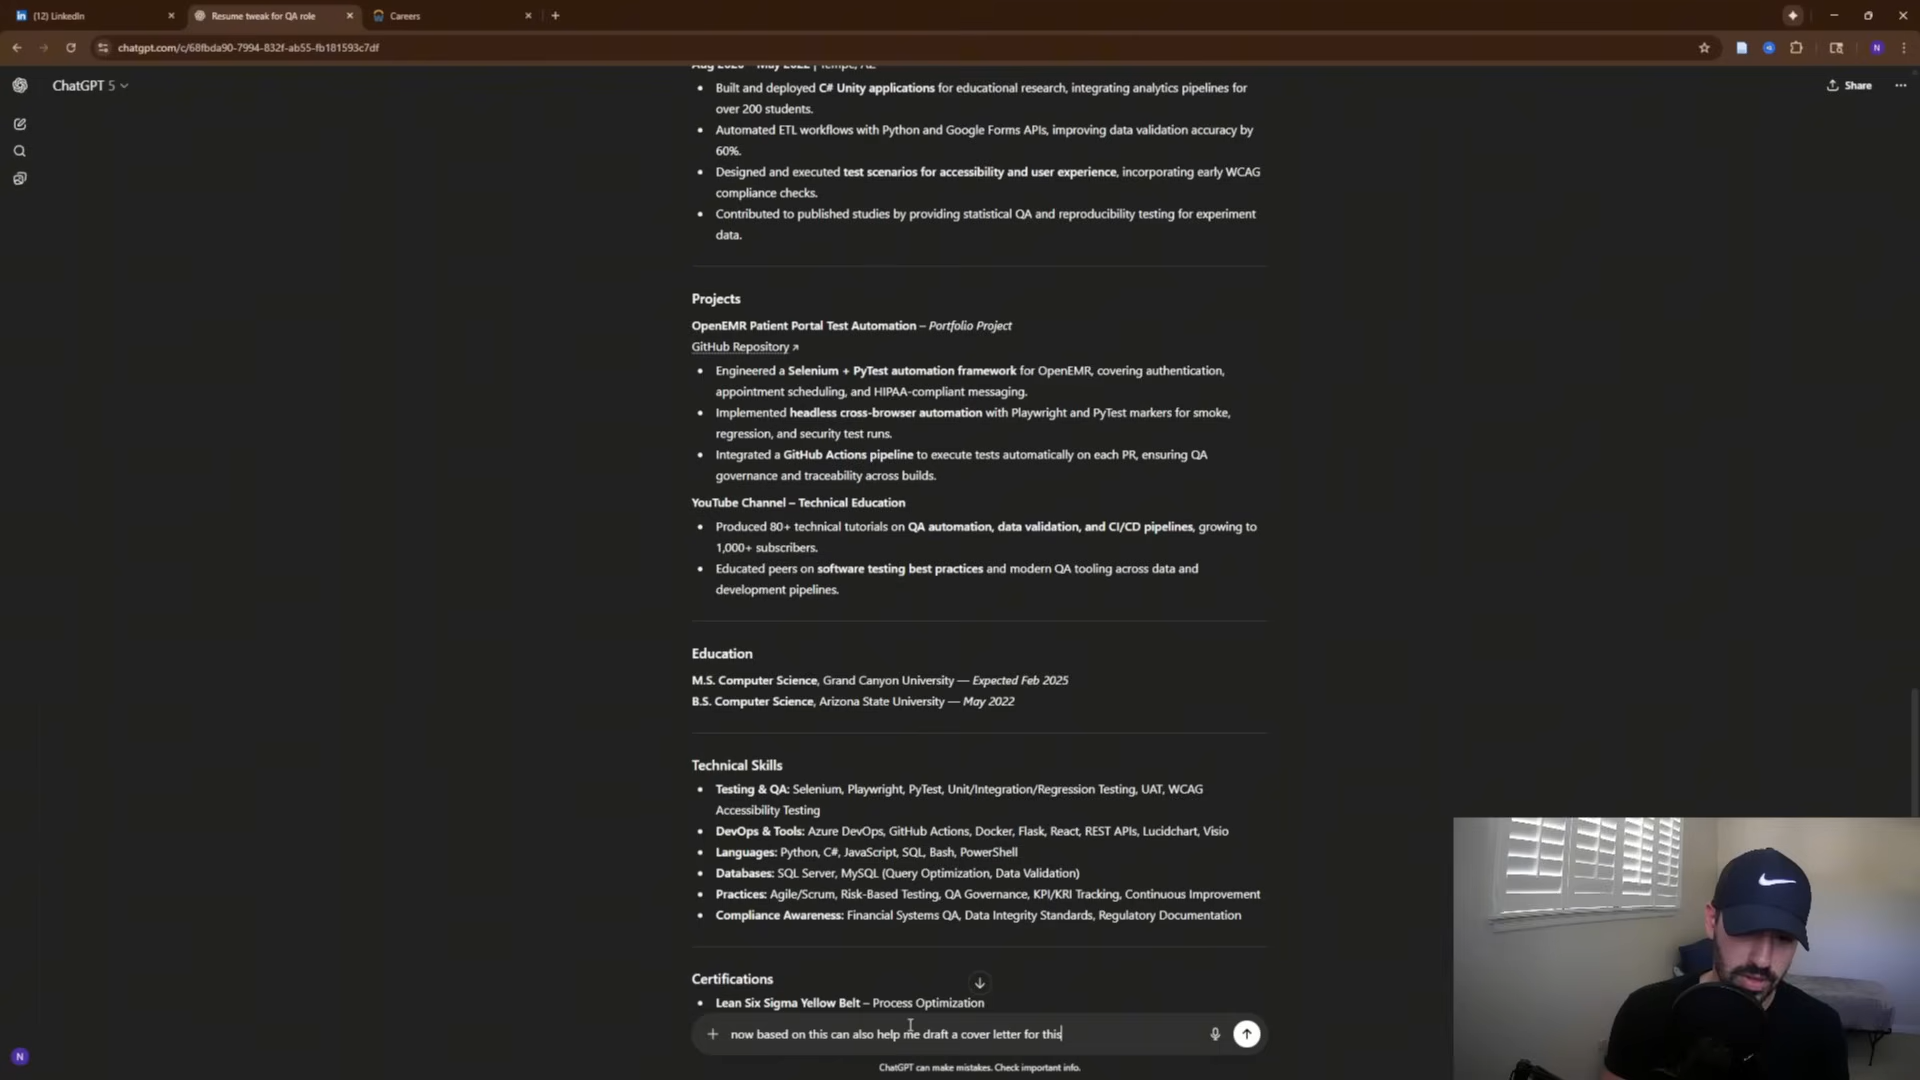 (12) LinkedIn
Resume tweak for QA role
Careers
chatgpt.com/c/68fbda90-7994-832f-ab55-fb181593c7df
N
ChatGPT 5
Share
Built and deployed C# Unity applications for educational research, integrating analytics pipelines for
over 200 students.
Automated ETL workflows with Python and Google Forms APIs, improving data validation accuracy by
60%.
Designed and executed test scenarios for accessibility and user experience, incorporating early WCAG
compliance checks.
Contributed to published studies by providing statistical QA and reproducibility testing for experiment
data.
Projects
OpenEMR Patient Portal Test Automation – Portfolio Project
GitHub Repository
Engineered a Selenium + PyTest automation framework for OpenEMR, covering authentication,
appointment scheduling, and HIPAA-compliant messaging.
Implemented headless cross-browser automation with Playwright and PyTest markers for smoke,
regression, and security test runs.
Integrated a GitHub Actions pipeline to execute tests automatically on each PR, ensuring QA
governance and traceability across builds.
YouTube Channel – Technical Education
Produced 80+ technical tutorials on QA automation, data validation, and CI/CD pipelines, growing to
1,000+ subscribers.
Educated peers on software testing best practices and modern QA tooling across data and
development pipelines.
Education
M.S. Computer Science, Grand Canyon University — Expected Feb 2025
B.S. Computer Science, Arizona State University — May 2022
Technical Skills
Testing & QA: Selenium, Playwright, PyTest, Unit/Integration/Regression Testing, UAT, WCAG
Accessibility Testing
DevOps & Tools: Azure DevOps, GitHub Actions, Docker, Flask, React, REST APIs, Lucidchart, Visio
Languages: Python, C#, JavaScript, SQL, Bash, PowerShell
Databases: SQL Server, MySQL (Query Optimization, Data Validation)
Practices: Agile/Scrum, Risk-Based Testing, QA Governance, KPI/KRI Tracking, Continuous Improvement
Compliance Awareness: Financial Systems QA, Data Integrity Standards, Regulatory Documentation
Certifications
Lean Six Sigma Yellow Belt – Process Optimization
now based on this can also help me draft a cover letter for this
N
ChatGPT can make mistakes. Check important info.